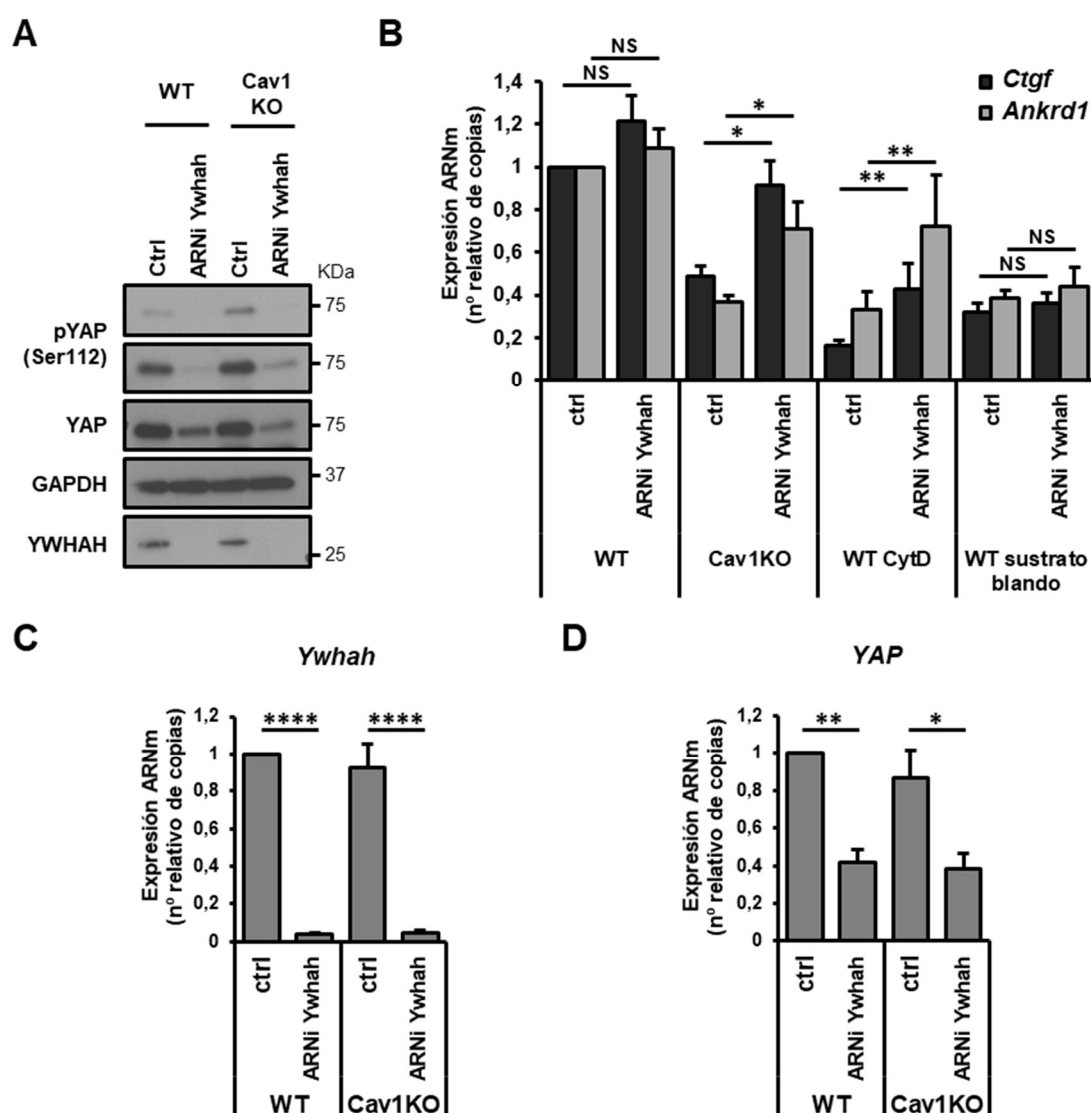 A
WT
Cav1
KO
Ctrl
ARNi Ywhah
Ctrl
ARNi Ywhah
KDa
pYAP
(Ser112)
75
75
YAP
75
GAPDH
37
YWHAH
25
B
Expresión ARNm
(nº relativo de copias)
1,4
1,2
1
0,8
0,6
0,4
0,2
0
NS
NS
*
*
**
**
NS
NS
Ctgf
Ankrd1
ctrl
ARNi Ywhah
ctrl
ARNi Ywhah
ctrl
ARNi Ywhah
ctrl
ARNi Ywhah
WT
Cav1KO
WT CytD
WT sustrato
blando
C
Ywhah
Expresión ARNm
(nº relativo de copias)
1,2
1
0,8
0,6
0,4
0,2
0
****
****
ctrl
ARNi Ywhah
ctrl
ARNi Ywhah
WT
Cav1KO
D
YAP
Expresión ARNm
(nº relativo de copias)
1,2
1
0,8
0,6
0,4
0,2
0
**
*
ctrl
ARNi Ywhah
ctrl
ARNi Ywhah
WT
Cav1KO